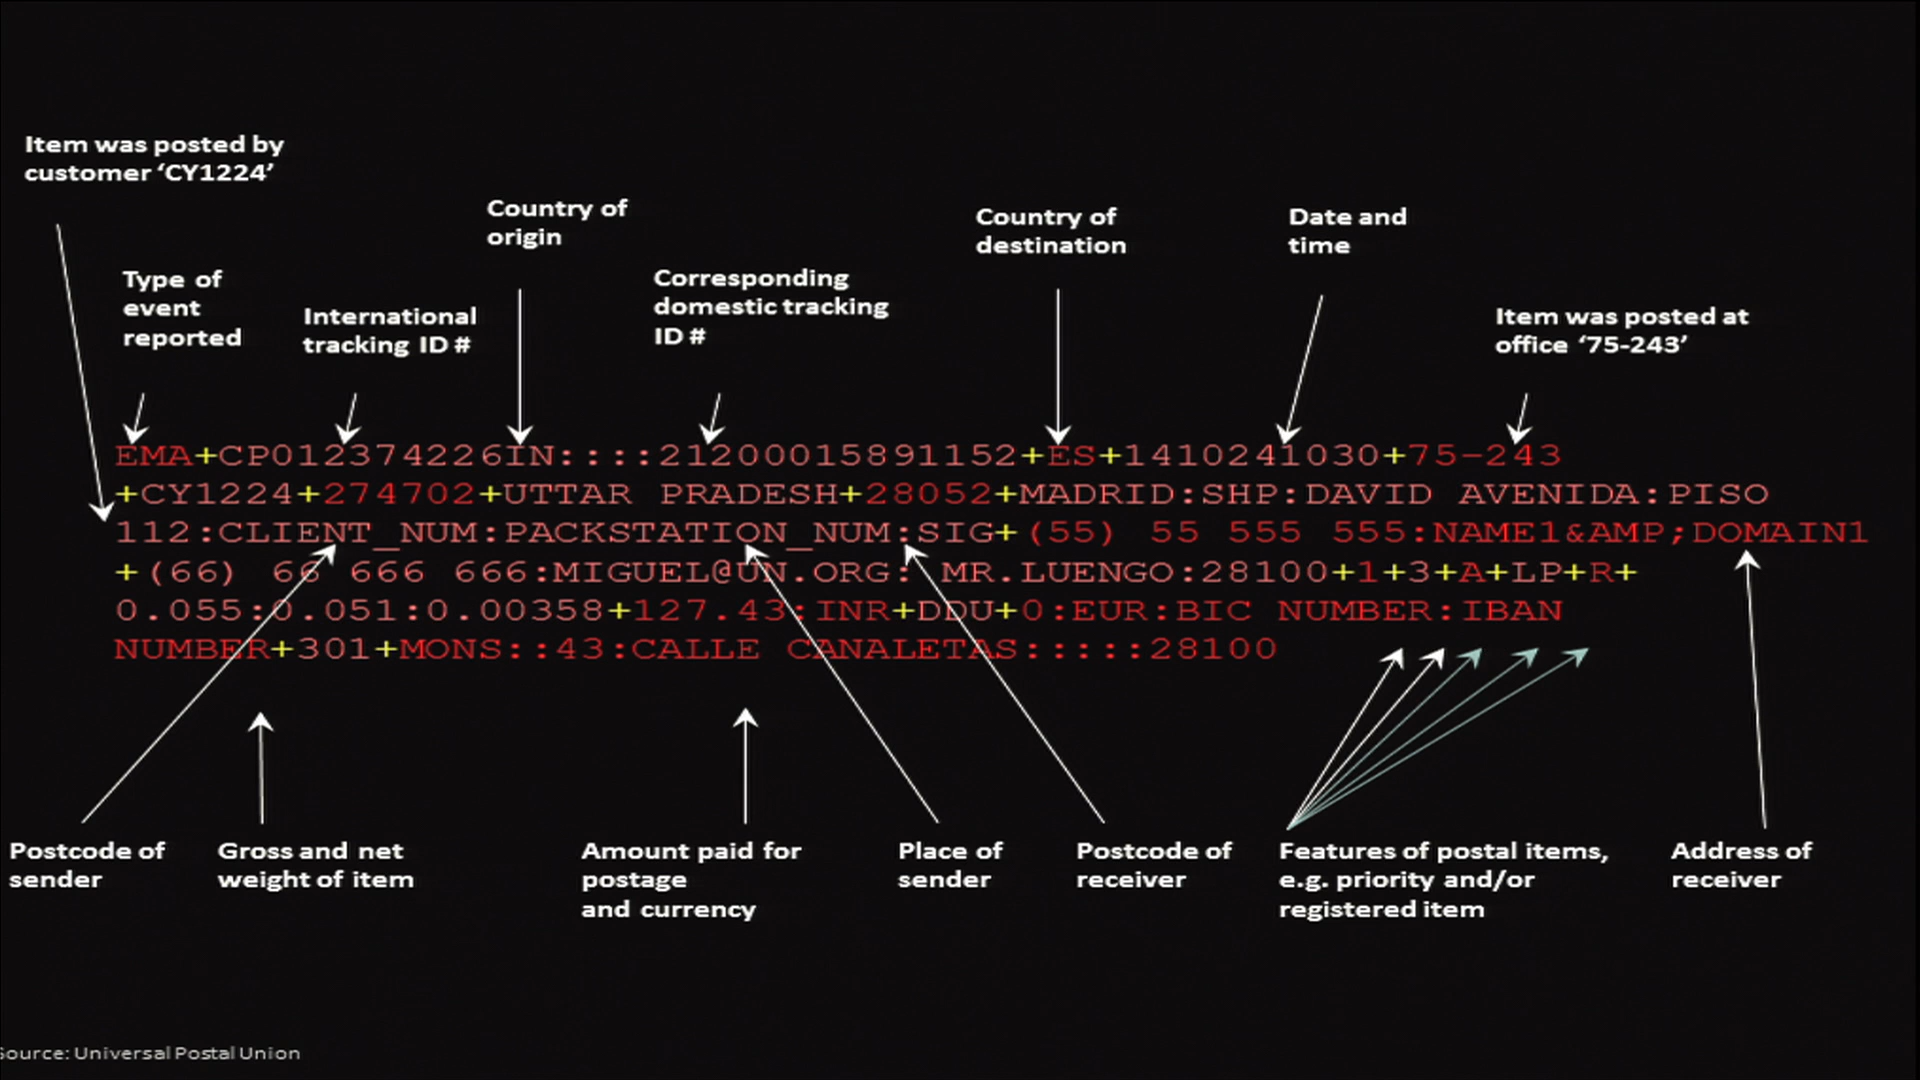 Item was posted by
customer ‘CY1224’
Country of
origin
Country of
destination
Date and
time
Type of
event
reported
International
tracking ID #
Corresponding
domestic tracking
ID #
Item was posted at
office ‘75-243’
EMA+CP012374226IN::::21200015891152+ES+1410241030+75-243
+CY1224+274702+UTTAR PRADESH+28052+MADRID:SHP:DAVID AVENIDA:PISO
112:CLIENT_NUM:PACKSTATION_NUM:SIG+(55) 55 555 555:NAME1&AMP;DOMAIN1
+(66) 66 666 666:MIGUEL@UN.ORG: MR.LUENGO:28100+1+3+A+LP+R+
0.055:0.051:0.00358+127.43:INR+DDU+0:EUR:BIC NUMBER:IBAN
NUMBER+301+MONS::43:CALLE CANALETAS:::::28100
Postcode of
sender
Gross and net
weight of item
Amount paid for
postage
and currency
Place of
sender
Postcode of
receiver
Features of postal items,
e.g. priority and/or
registered item
Address of
receiver
Source: Universal Postal Union